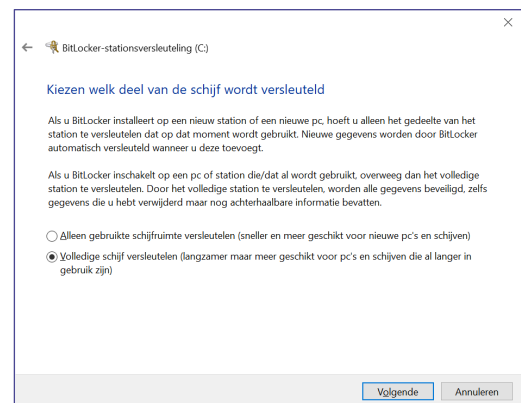 BitLocker-stationsversleuteling (C:)
Kiezen welk deel van de schijf wordt versleuteld
Als u BitLocker installeert op een nieuw station of een nieuwe pc, hoeft u alleen het gedeelte van het
station te versleutelen dat op dat moment wordt gebruikt. Nieuwe gegevens worden door BitLocker
automatisch versleuteld wanneer u deze toevoegt.
Als u BitLocker inschakelt op een pc of station die/dat al wordt gebruikt, overweeg dan het volledige
station te versleutelen. Door het volledige station te versleutelen, worden alle gegevens beveiligd, zelfs
gegevens die u hebt verwijderd maar nog achterhaalbare informatie bevatten.
Alleen gebruikte schijfruimte versleutelen (sneller en meer geschikt voor nieuwe pc's en schijven)
Volledige schijf versleutelen (langzamer maar meer geschikt voor pc's en schijven die al langer in
gebruik zijn)
Volgende Annuleren